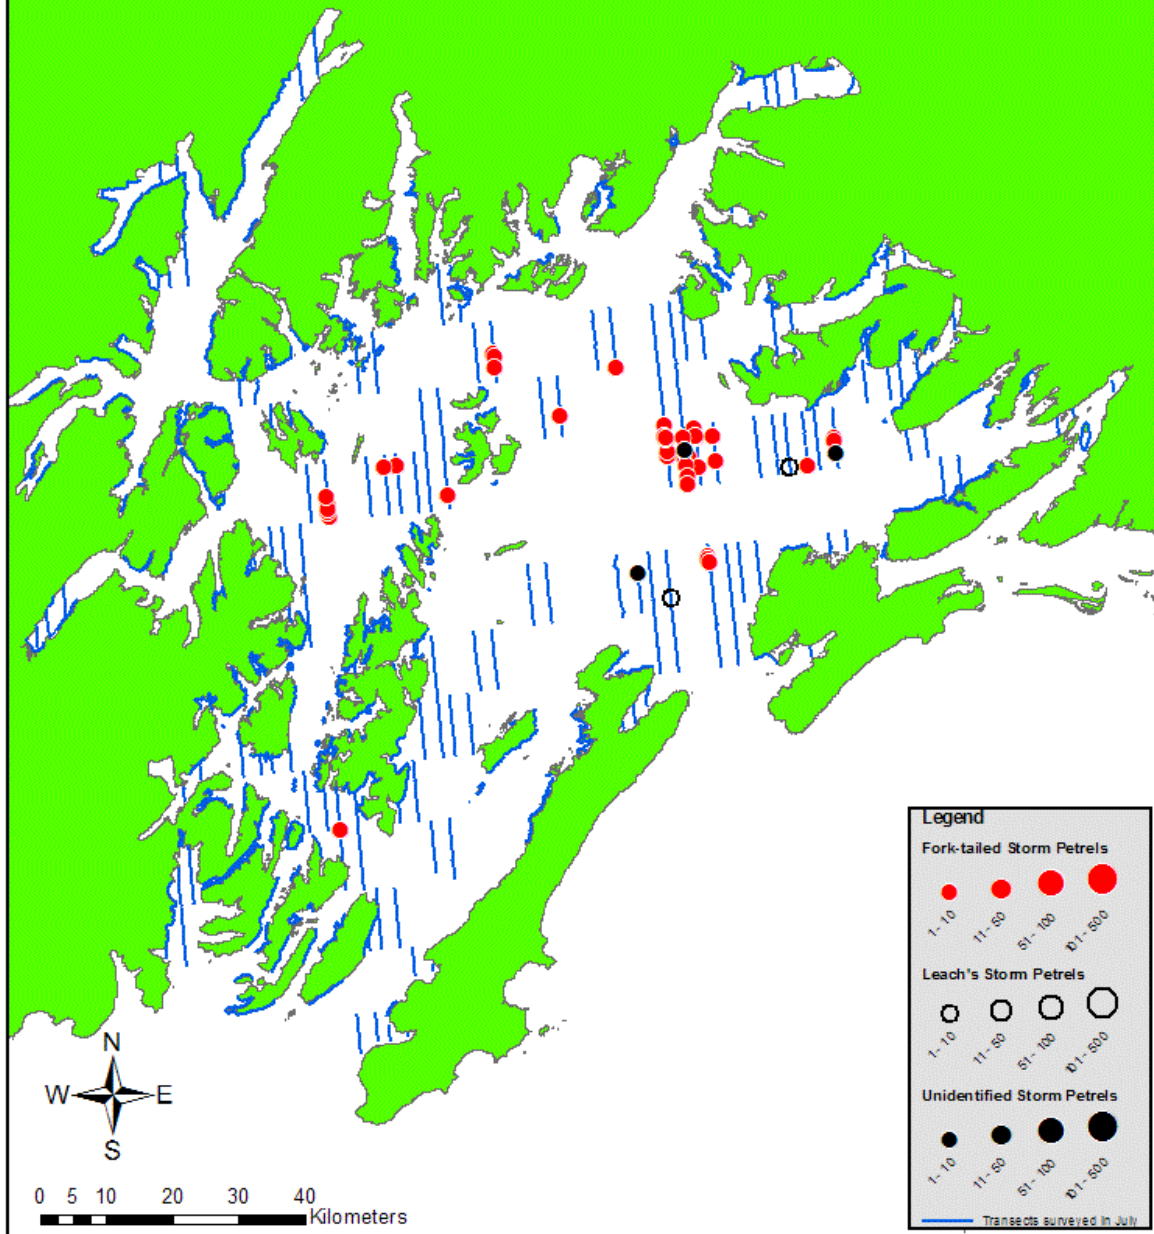 Legend
Fork-tailed Storm Petrels
1 - 10 11 - 50 51 - 100 101 - 500
Leach's Storm Petrels
1 - 10 11 - 50 51 - 100 101 - 500
N
W E
S
Unidentified Storm Petrels
1 - 10 11 - 50 51 - 100 101 - 500
0 5 10 20 30 40
Kilometers
Transects surveyed in July